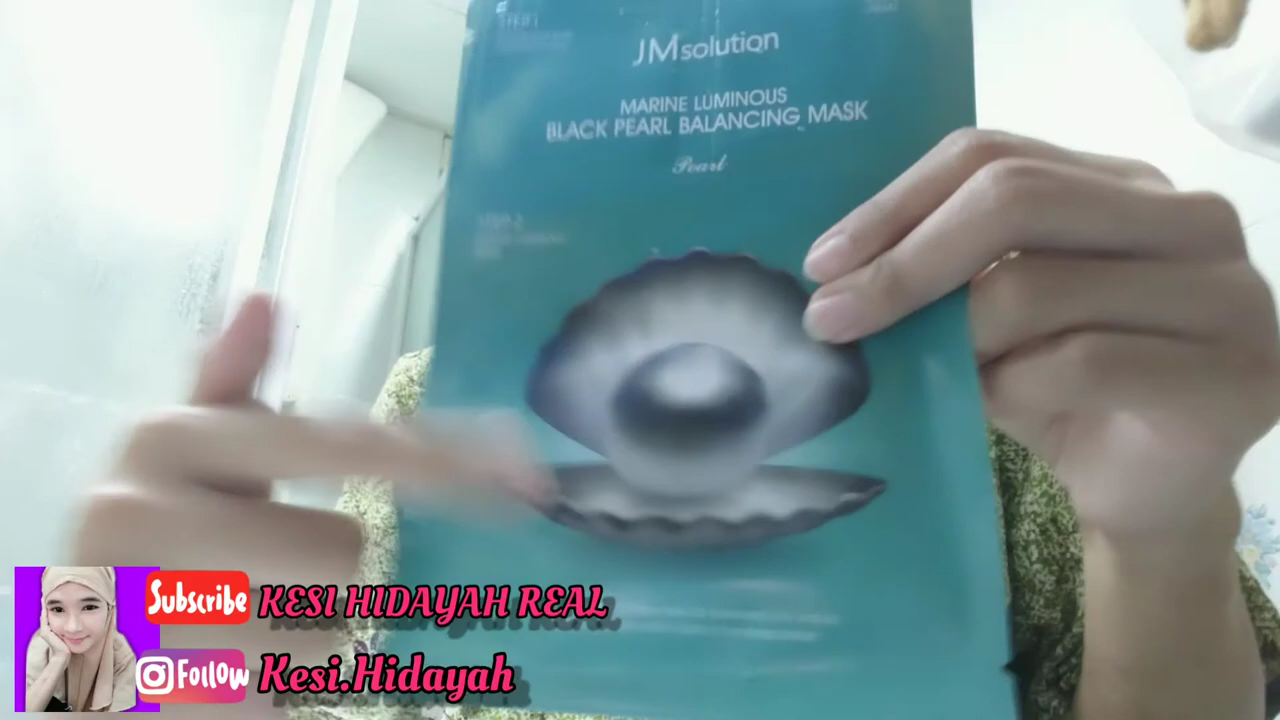 JMsolution
MARINE LUMINOUS
BLACK PEARL BALANCING MASK
Pearl
Subscribe KESI HIDAYAH REAL
Follow Kesi.Hidayah